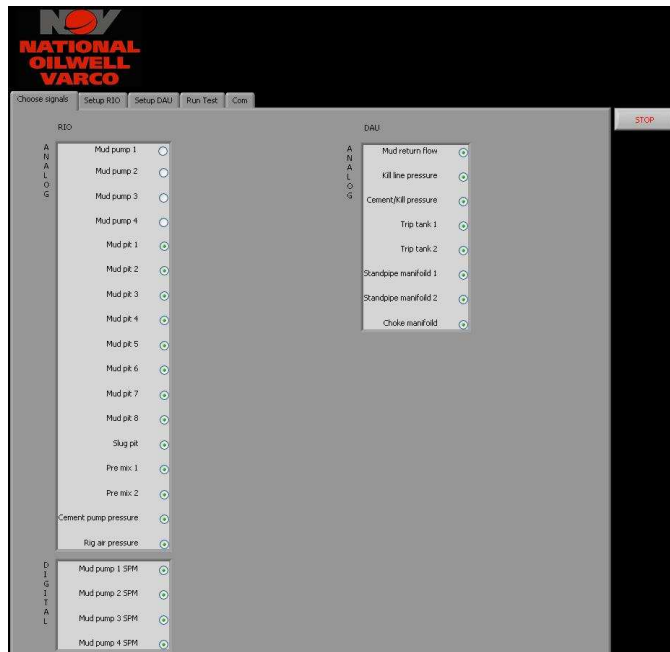 NOV
NATIONAL
OILWELL
VARCO
Choose signals Setup RIO Setup DAU Run Test Com
STOP
RIO
ANALOG
Mud pump 1
Mud pump 2
Mud pump 3
Mud pump 4
Mud pit 1
Mud pit 2
Mud pit 3
Mud pit 4
Mud pit 5
Mud pit 6
Mud pit 7
Mud pit 8
Slug pit
Pre mix 1
Pre mix 2
Cement pump pressure
Rig air pressure
DIGITAL
Mud pump 1 SPM
Mud pump 2 SPM
Mud pump 3 SPM
Mud pump 4 SPM
DAU
ANALOG
Mud return flow
Kill line pressure
Cement/Kill pressure
Trip tank 1
Trip tank 2
Standpipe manifoild 1
Standpipe manifoild 2
Choke manifoild